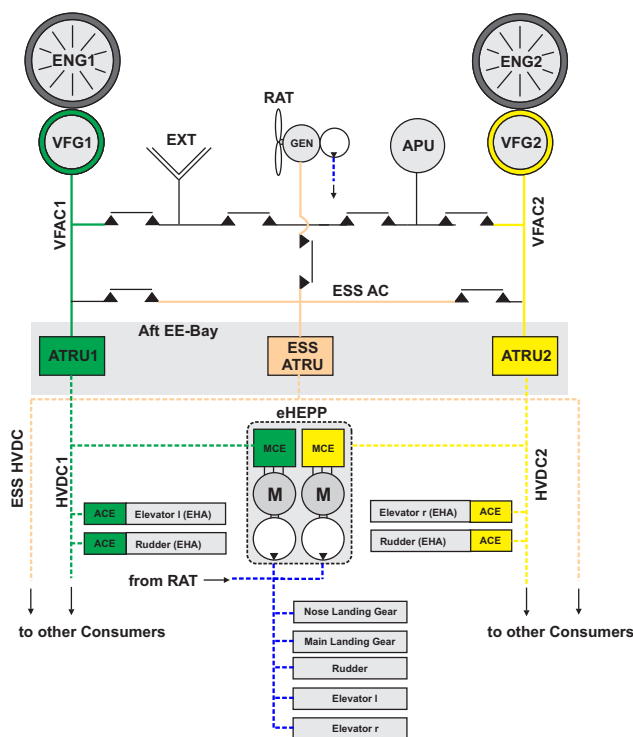 ENG1
ENG2
RAT
VFG1
EXT
GEN
APU
VFG2
VFAC1
VFAC2
ESS AC
Aft EE-Bay
ATRU1
ESS
ATRU
ATRU2
eHEPP
ESS HVDC
HVDC1
MCE
MCE
HVDC2
M
M
ACE
Elevator l (EHA)
Elevator r (EHA)
ACE
ACE
Rudder (EHA)
Rudder (EHA)
ACE
from RAT
Nose Landing Gear
to other Consumers
to other Consumers
Main Landing Gear
Rudder
Elevator l
Elevator r